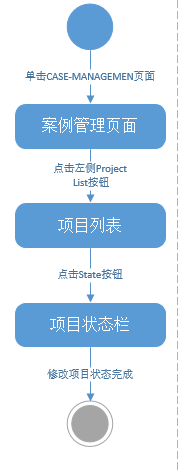 单击CASE-MANAGEMEN页面
案例管理页面
点击左侧Project
List按钮
项目列表
点击State按钮
项目状态栏
修改项目状态完成